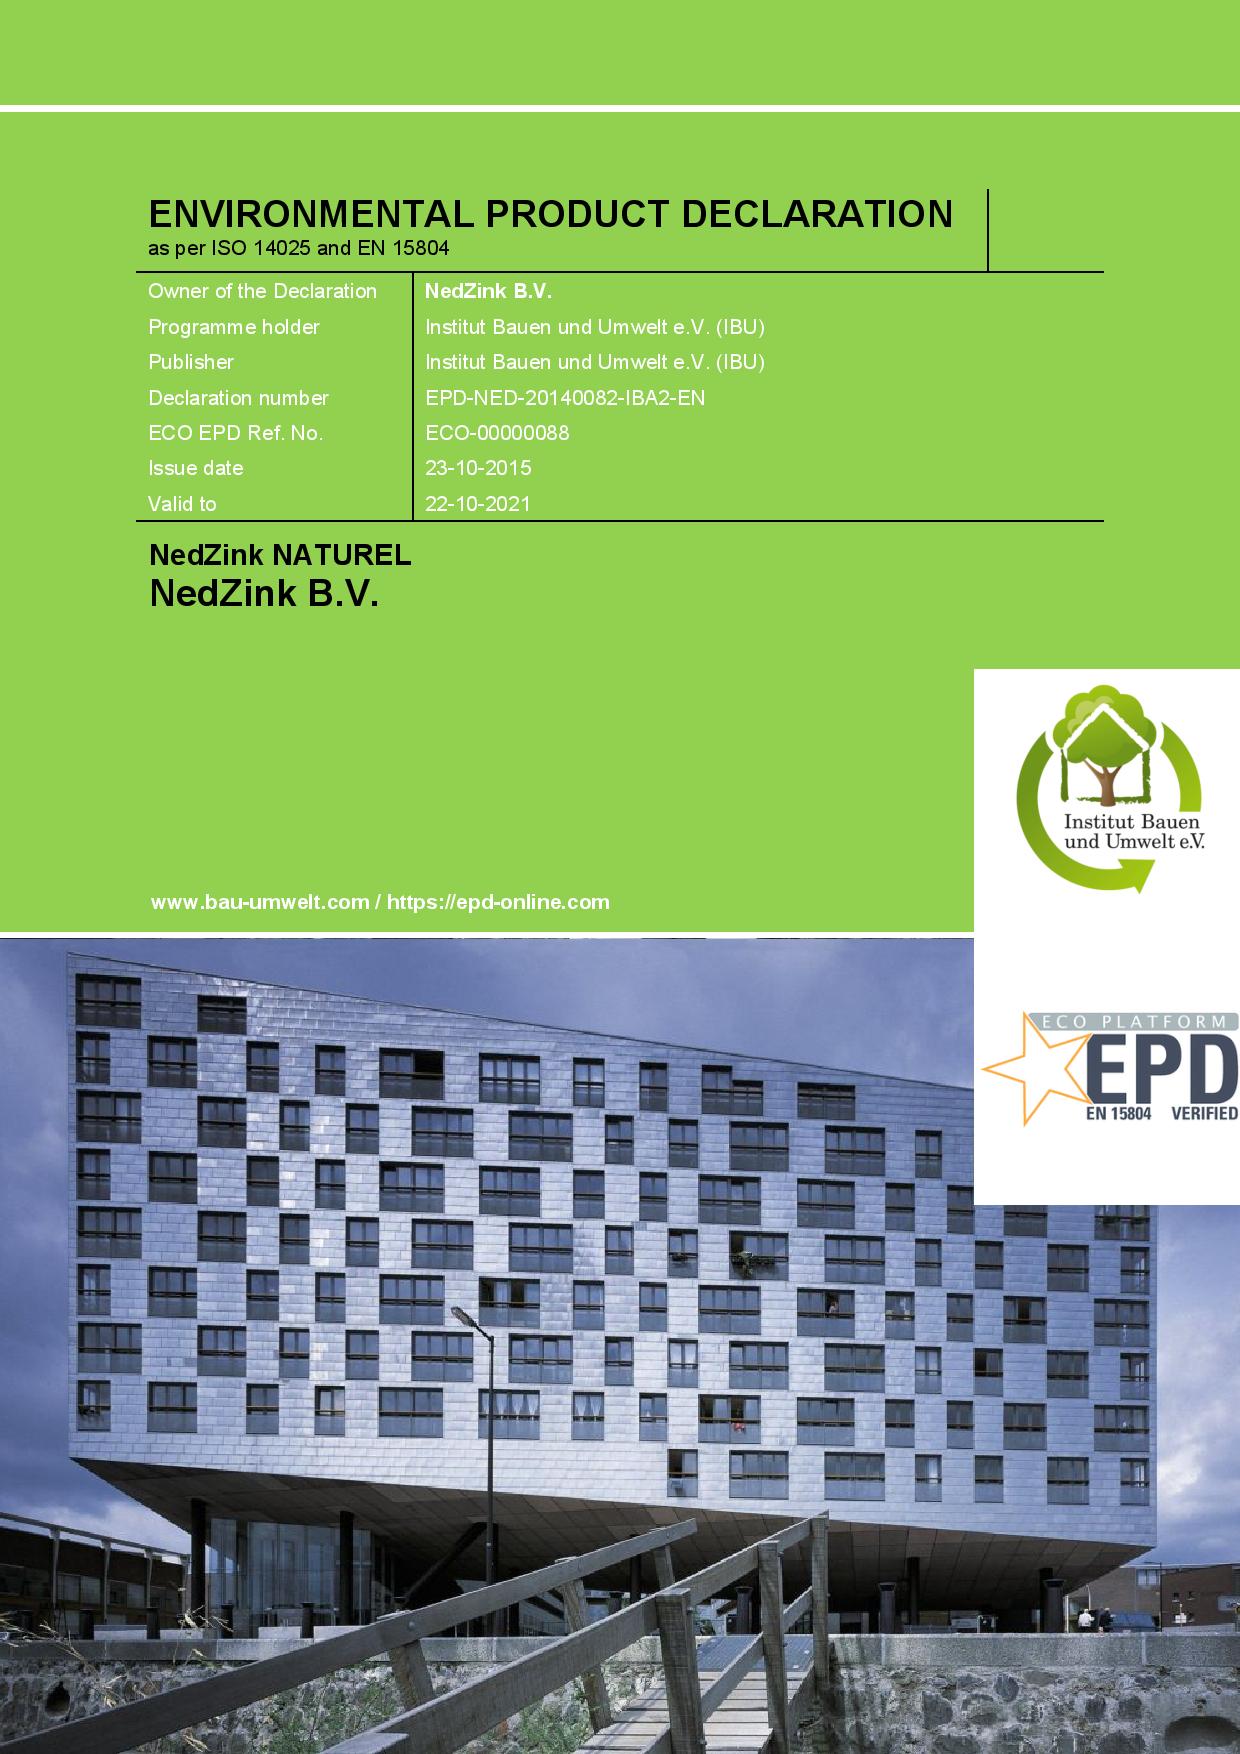 ENVIRONMENTAL PRODUCT DECLARATION
as per ISO 14025 and EN 15804
Owner of the Declaration NedZink B.V.
Programme holder Institut Bauen und Umwelt e.V. (IBU)
Publisher Institut Bauen und Umwelt e.V. (IBU)
Declaration number EPD-NED-20140082-IBA2-EN
ECO EPD Ref. No. ECO-00000088
Issue date 23-10-2015
Valid to 22-10-2021
NedZink NATUREL
NedZink B.V.
Institut Bauen
und Umwelt e.V.
www.bau-umwelt.com / https://epd-online.com
ECO PLATFORM
EPD
EN 15804 VERIFIED